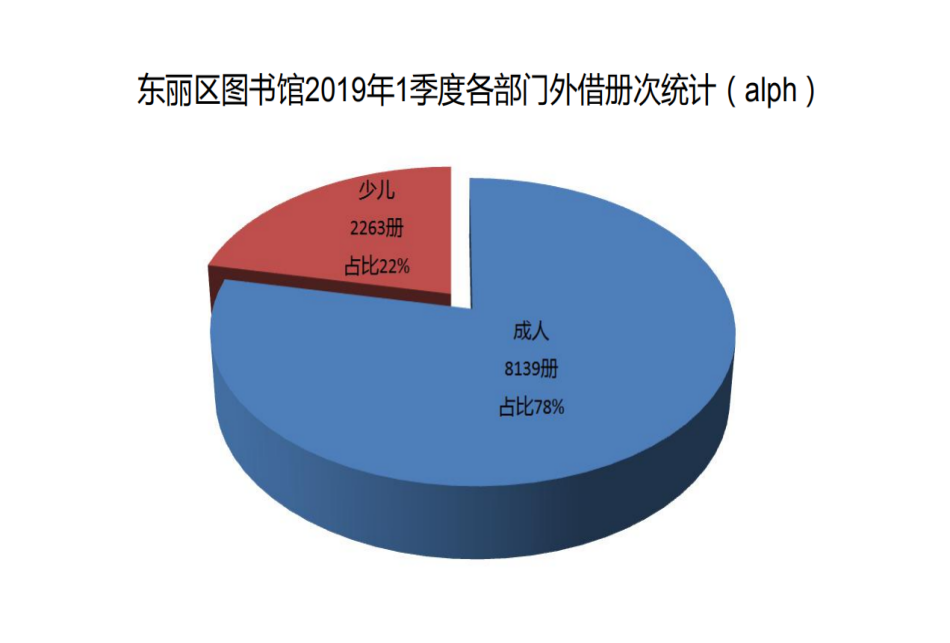 东丽区图书馆2019年1季度各部门外借册次统计（alph）
少儿
2263册
占比22%
成人
8139册
占比78%